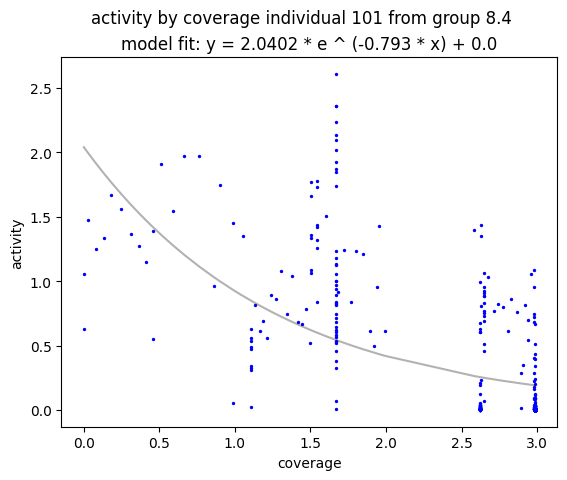 activity by coverage individual 101 from group 8.4
model fit: y = 2.0402 * e ^ (-0.793 * x) + 0.0
activity
2.5
2.0
1.5
1.0
0.5
0.0
0.0 0.5 1.0 1.5 2.0 2.5 3.0
coverage